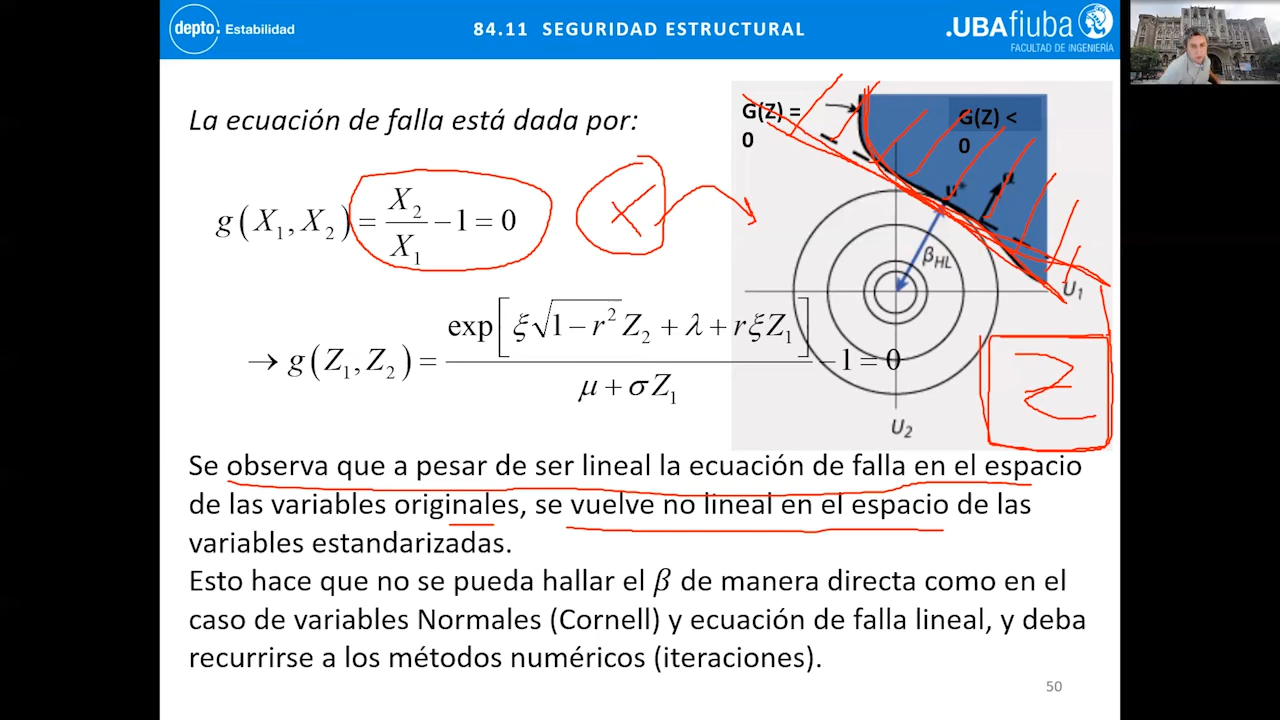 depto. Estabilidad
84.11 SEGURIDAD ESTRUCTURAL
.UBAfiuba
FACULTAD DE INGENIERÍA
La ecuación de falla está dada por:
g(X₁, X₂) = X₂/X₁ − 1 = 0
X
→ g(Z₁, Z₂) = exp[ξ√(1−r²) Z₂ + λ + rξZ₁] / (μ + σZ₁) − 1 = 0
G(Z) =
0
G(Z) <
0
u*
α
β_HL
U₁
U₂
Z
Se observa que a pesar de ser lineal la ecuación de falla en el espacio
de las variables originales, se vuelve no lineal en el espacio de las
variables estandarizadas.
Esto hace que no se pueda hallar el β de manera directa como en el
caso de variables Normales (Cornell) y ecuación de falla lineal, y deba
recurrirse a los métodos numéricos (iteraciones).
50